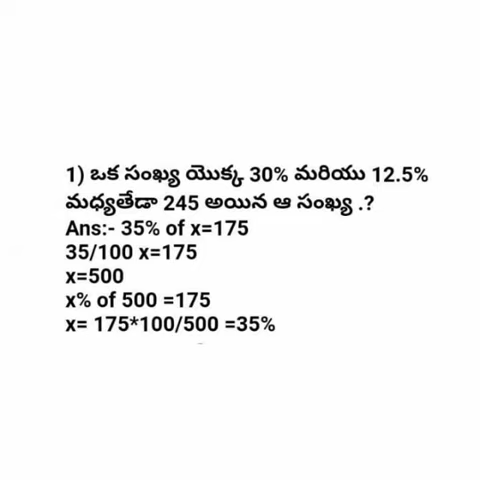 1) ఒక సంఖ్య యొక్క 30% మరియు 12.5%
మధ్యతేడా 245 అయిన ఆ సంఖ్య .?
Ans:- 35% of x=175
35/100 x=175
x=500
x% of 500 =175
x= 175*100/500 =35%